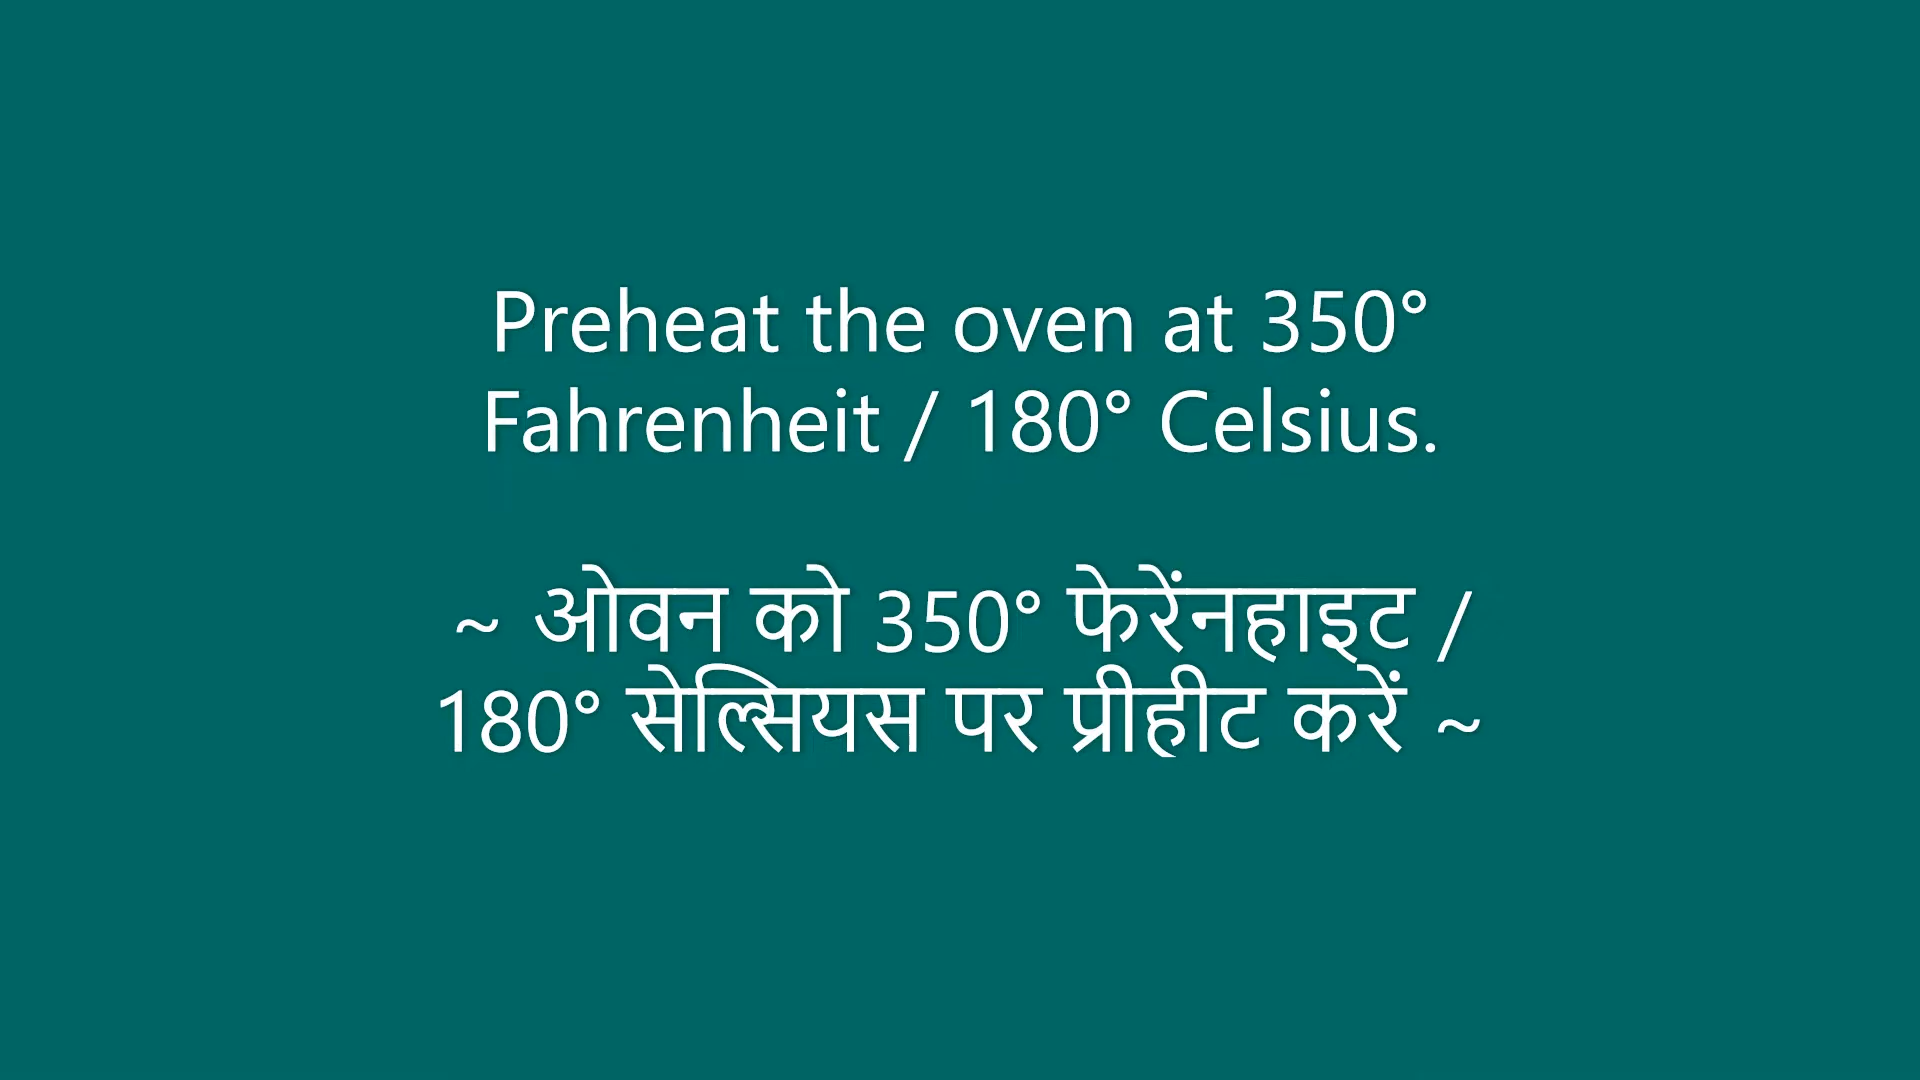 Preheat the oven at 350°
Fahrenheit / 180° Celsius.
~ ओवन को 350° फेरेंनहाइट /
180° सेल्सियस पर प्रीहीट करें ~